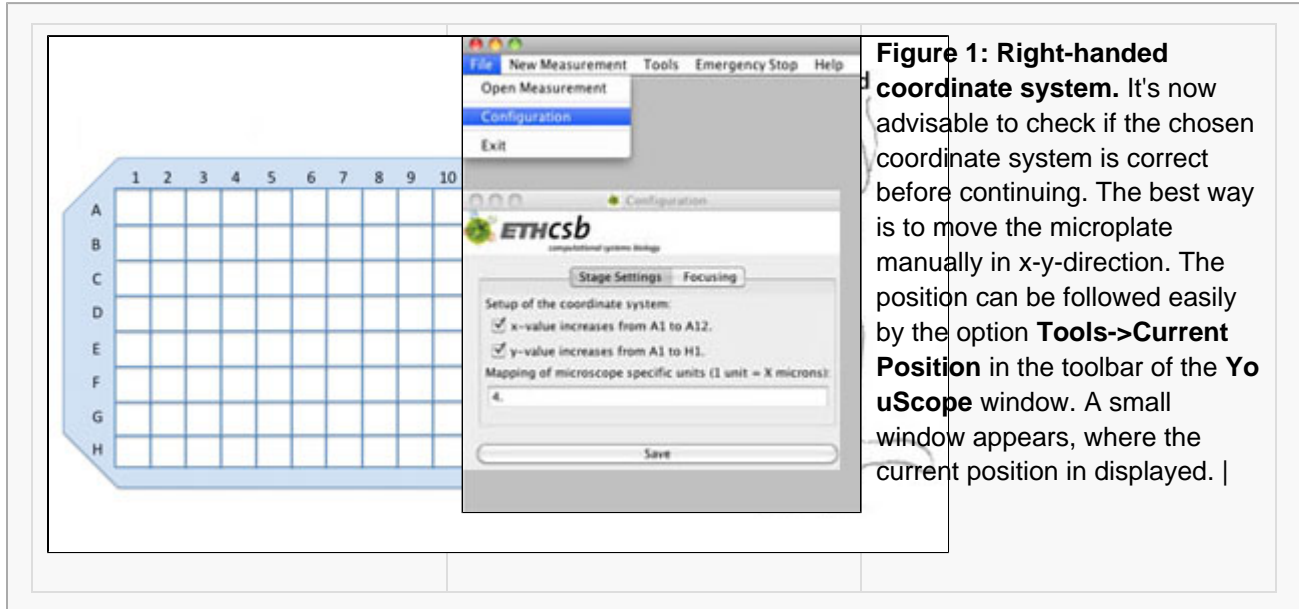 File New Measurement Tools Emergency Stop Help
Open Measurement
Configuration
Exit
1 2 3 4 5 6 7 8 9 10
A
B
C
D
E
F
G
H
Configuration
ETHcsb
computational systems biology
Stage Settings Focusing
Setup of the coordinate system:
x-value increases from A1 to A12.
y-value increases from A1 to H1.
Mapping of microscope specific units (1 unit = X microns):
4.
Save
d
Figure 1: Right-handed
coordinate system. It's now
advisable to check if the chosen
coordinate system is correct
before continuing. The best way
is to move the microplate
manually in x-y-direction. The
position can be followed easily
by the option Tools->Current
Position in the toolbar of the Yo
uScope window. A small
window appears, where the
current position in displayed. |